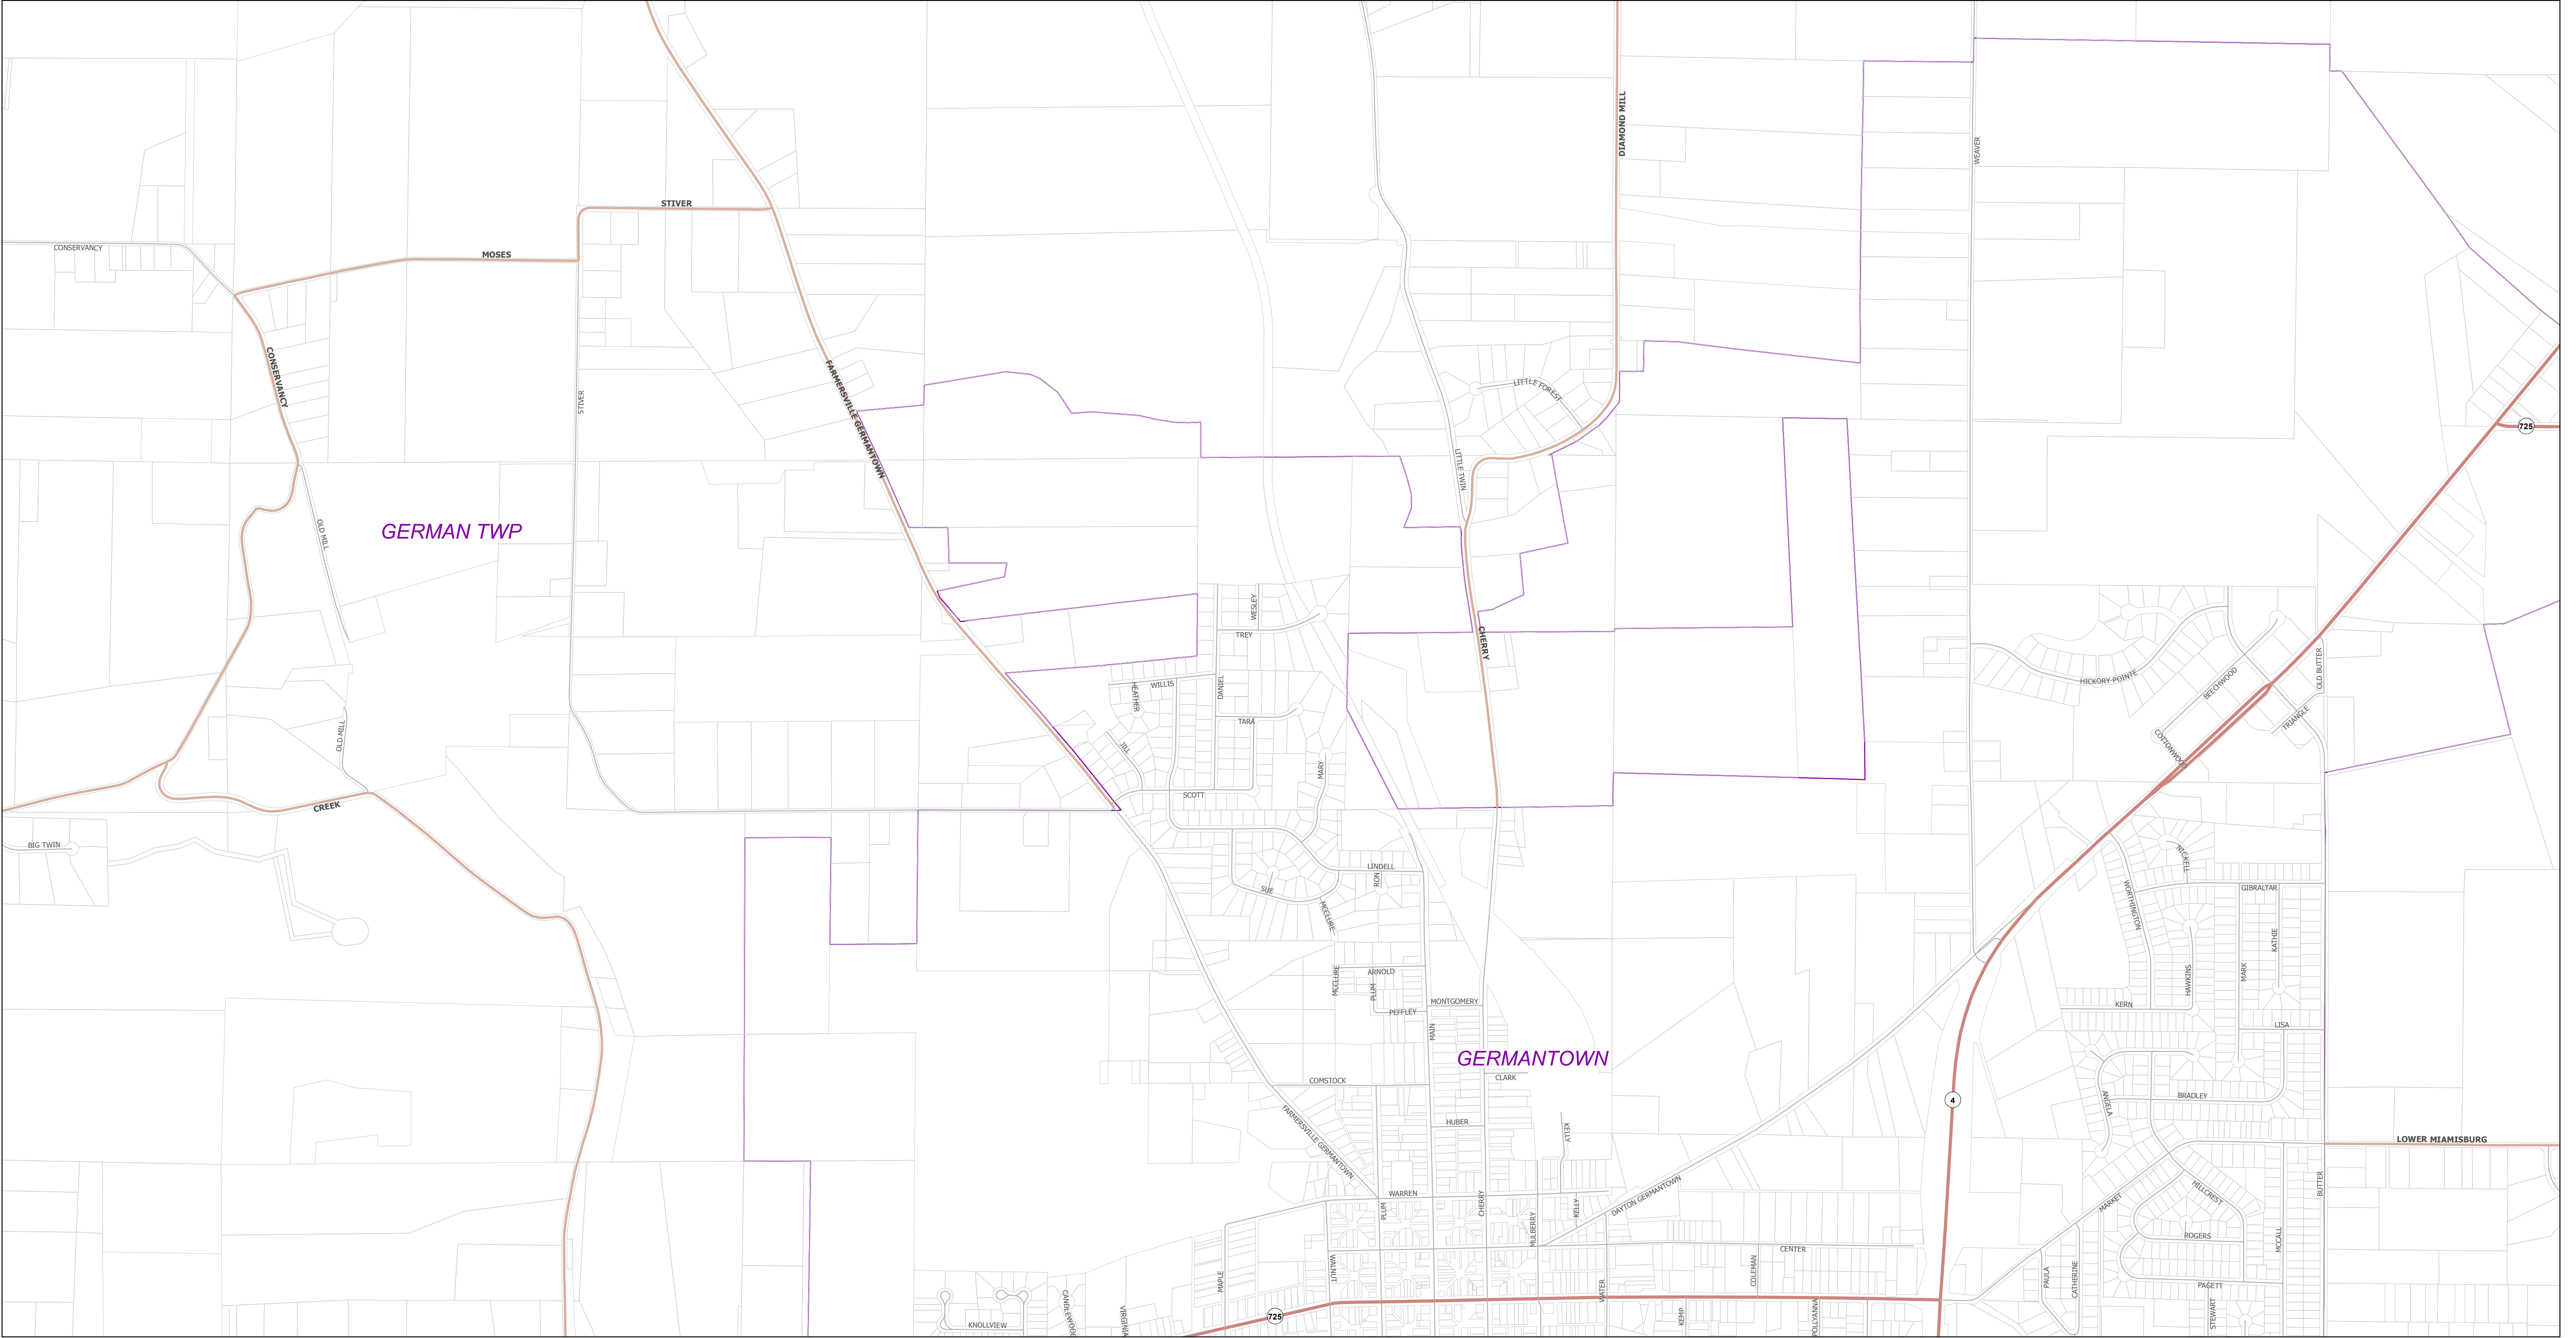 DIAMOND MILL
WEAVER
STIVER
CONSERVANCY
MOSES
CONSERVANCY
FARMERSVILLE GERMANTOWN
STIVER
LITTLE FOREST
725
LITTLE TWIN
OLD MILL
GERMAN TWP
WESLEY
TREY
CHERRY
HICKORY POINTE
BEECHWOOD
OLD BUTTER
HEATHER
WILLIS
DANIEL
TARA
TRIANGLE
OLD MILL
JILL
MARY
COTTONWOOD
SCOTT
CREEK
BIG TWIN
LINDELL
RON
SUE
MCCLURE
NICKELL
WORTHINGTON
GIBRALTAR
KATHIE
MARK
HAWKINS
ARNOLD
MCCLURE
PLUM
MONTGOMERY
PEFFLEY
MAIN
KERN
LISA
GERMANTOWN
CLARK
COMSTOCK
4
ANGELA
BRADLEY
FARMERSVILLE GERMANTOWN
HUBER
KELLY
LOWER MIAMISBURG
WARREN
PLUM
CHERRY
MULBERRY
KELLY
DAYTON GERMANTOWN
MARKET
HILLCREST
BUTTER
ROGERS
MCCALL
CENTER
WALNUT
MAPLE
WATER
COLEMAN
PAULA
CATHERINE
PAGETT
CANDLEWOOD
VIRGINIA
KNOLLVIEW
725
KEMP
POLLYANNA
STEWART